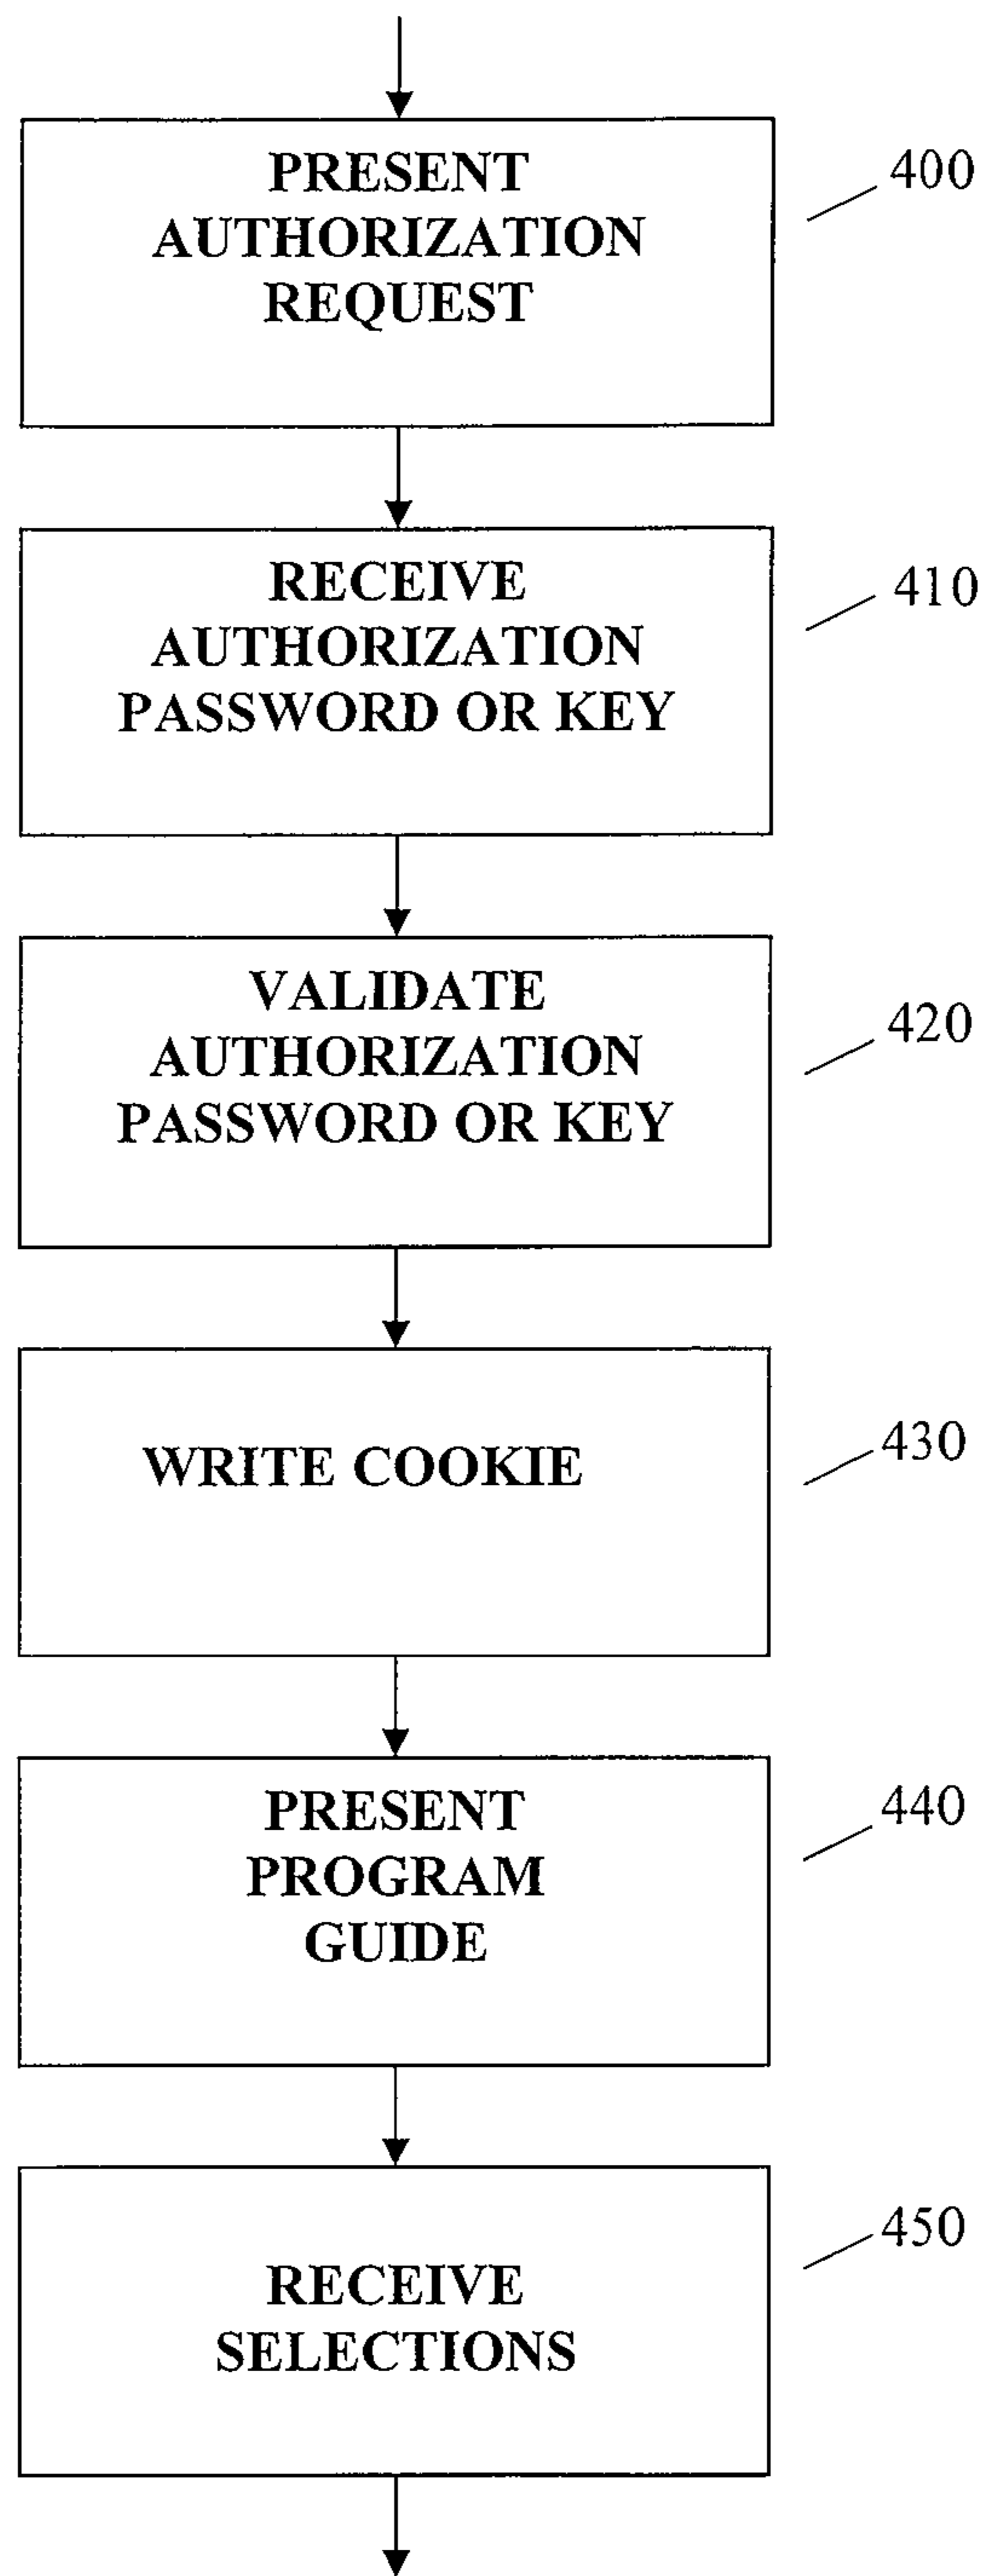 PRESENT
AUTHORIZATION
REQUEST
400
RECEIVE
AUTHORIZATION
PASSWORD OR KEY
410
VALIDATE
AUTHORIZATION
PASSWORD OR KEY
420
WRITE COOKIE
430
PRESENT
PROGRAM
GUIDE
440
RECEIVE
SELECTIONS
450